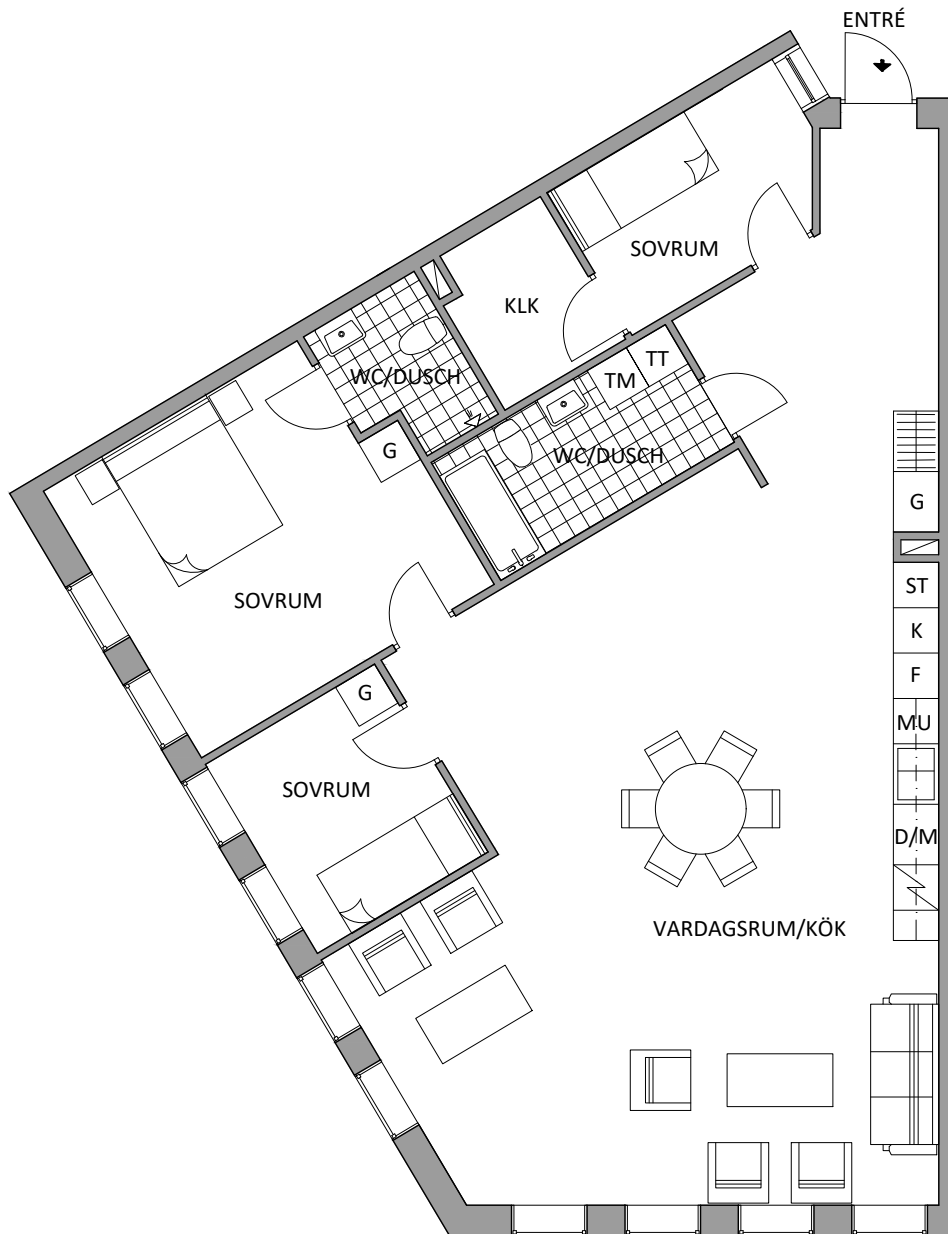 ENTRÉ
SOVRUM
KLK
TT
TM
WC/DUSCH
WC/DUSCH
G
G
ST
K
F
MU
D/M
SOVRUM
G
SOVRUM
VARDAGSRUM/KÖK